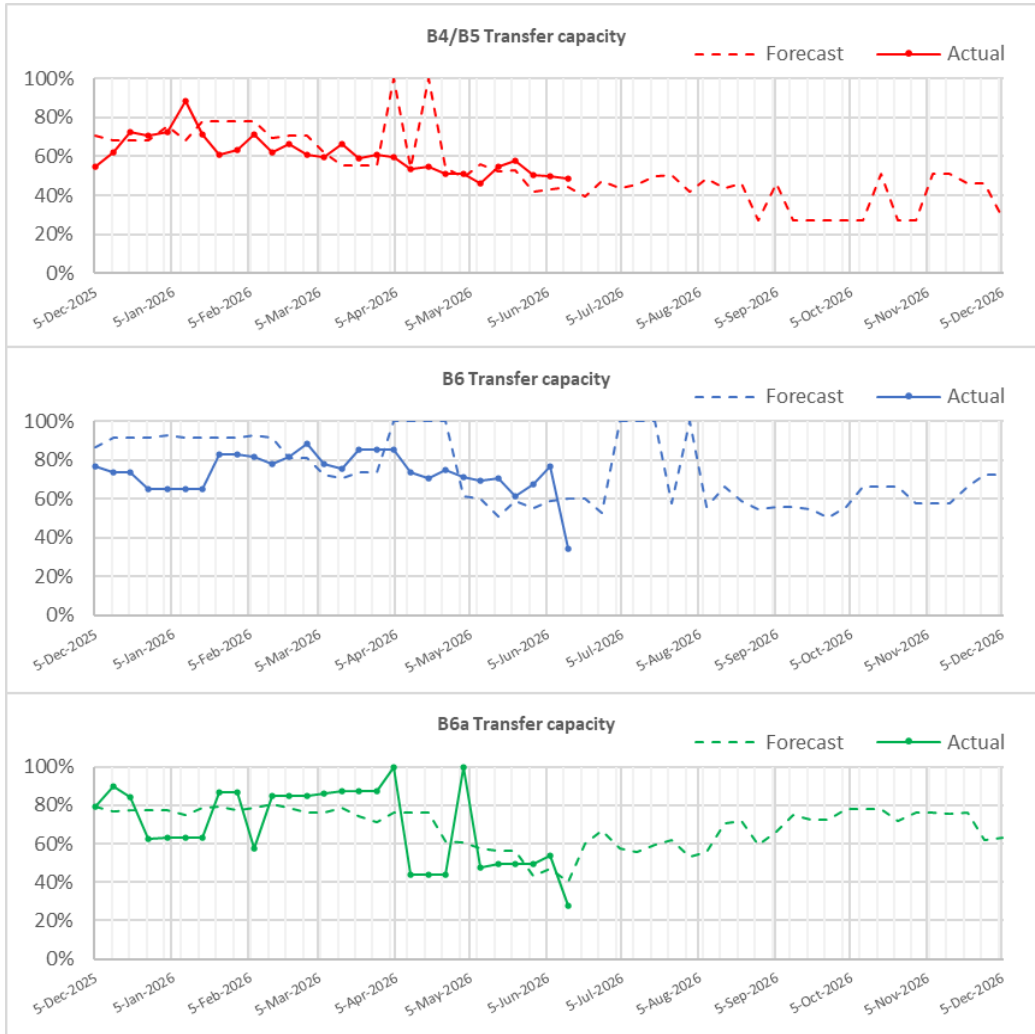 B4/B5 Transfer capacity
Forecast Actual
100%
80%
60%
40%
20%
0%
5-Dec-2025 5-Jan-2026 5-Feb-2026 5-Mar-2026 5-Apr-2026 5-May-2026 5-Jun-2026 5-Jul-2026 5-Aug-2026 5-Sep-2026 5-Oct-2026 5-Nov-2026 5-Dec-2026
B6 Transfer capacity
Forecast Actual
100%
80%
60%
40%
20%
0%
5-Dec-2025 5-Jan-2026 5-Feb-2026 5-Mar-2026 5-Apr-2026 5-May-2026 5-Jun-2026 5-Jul-2026 5-Aug-2026 5-Sep-2026 5-Oct-2026 5-Nov-2026 5-Dec-2026
B6a Transfer capacity
Forecast Actual
100%
80%
60%
40%
20%
0%
5-Dec-2025 5-Jan-2026 5-Feb-2026 5-Mar-2026 5-Apr-2026 5-May-2026 5-Jun-2026 5-Jul-2026 5-Aug-2026 5-Sep-2026 5-Oct-2026 5-Nov-2026 5-Dec-2026